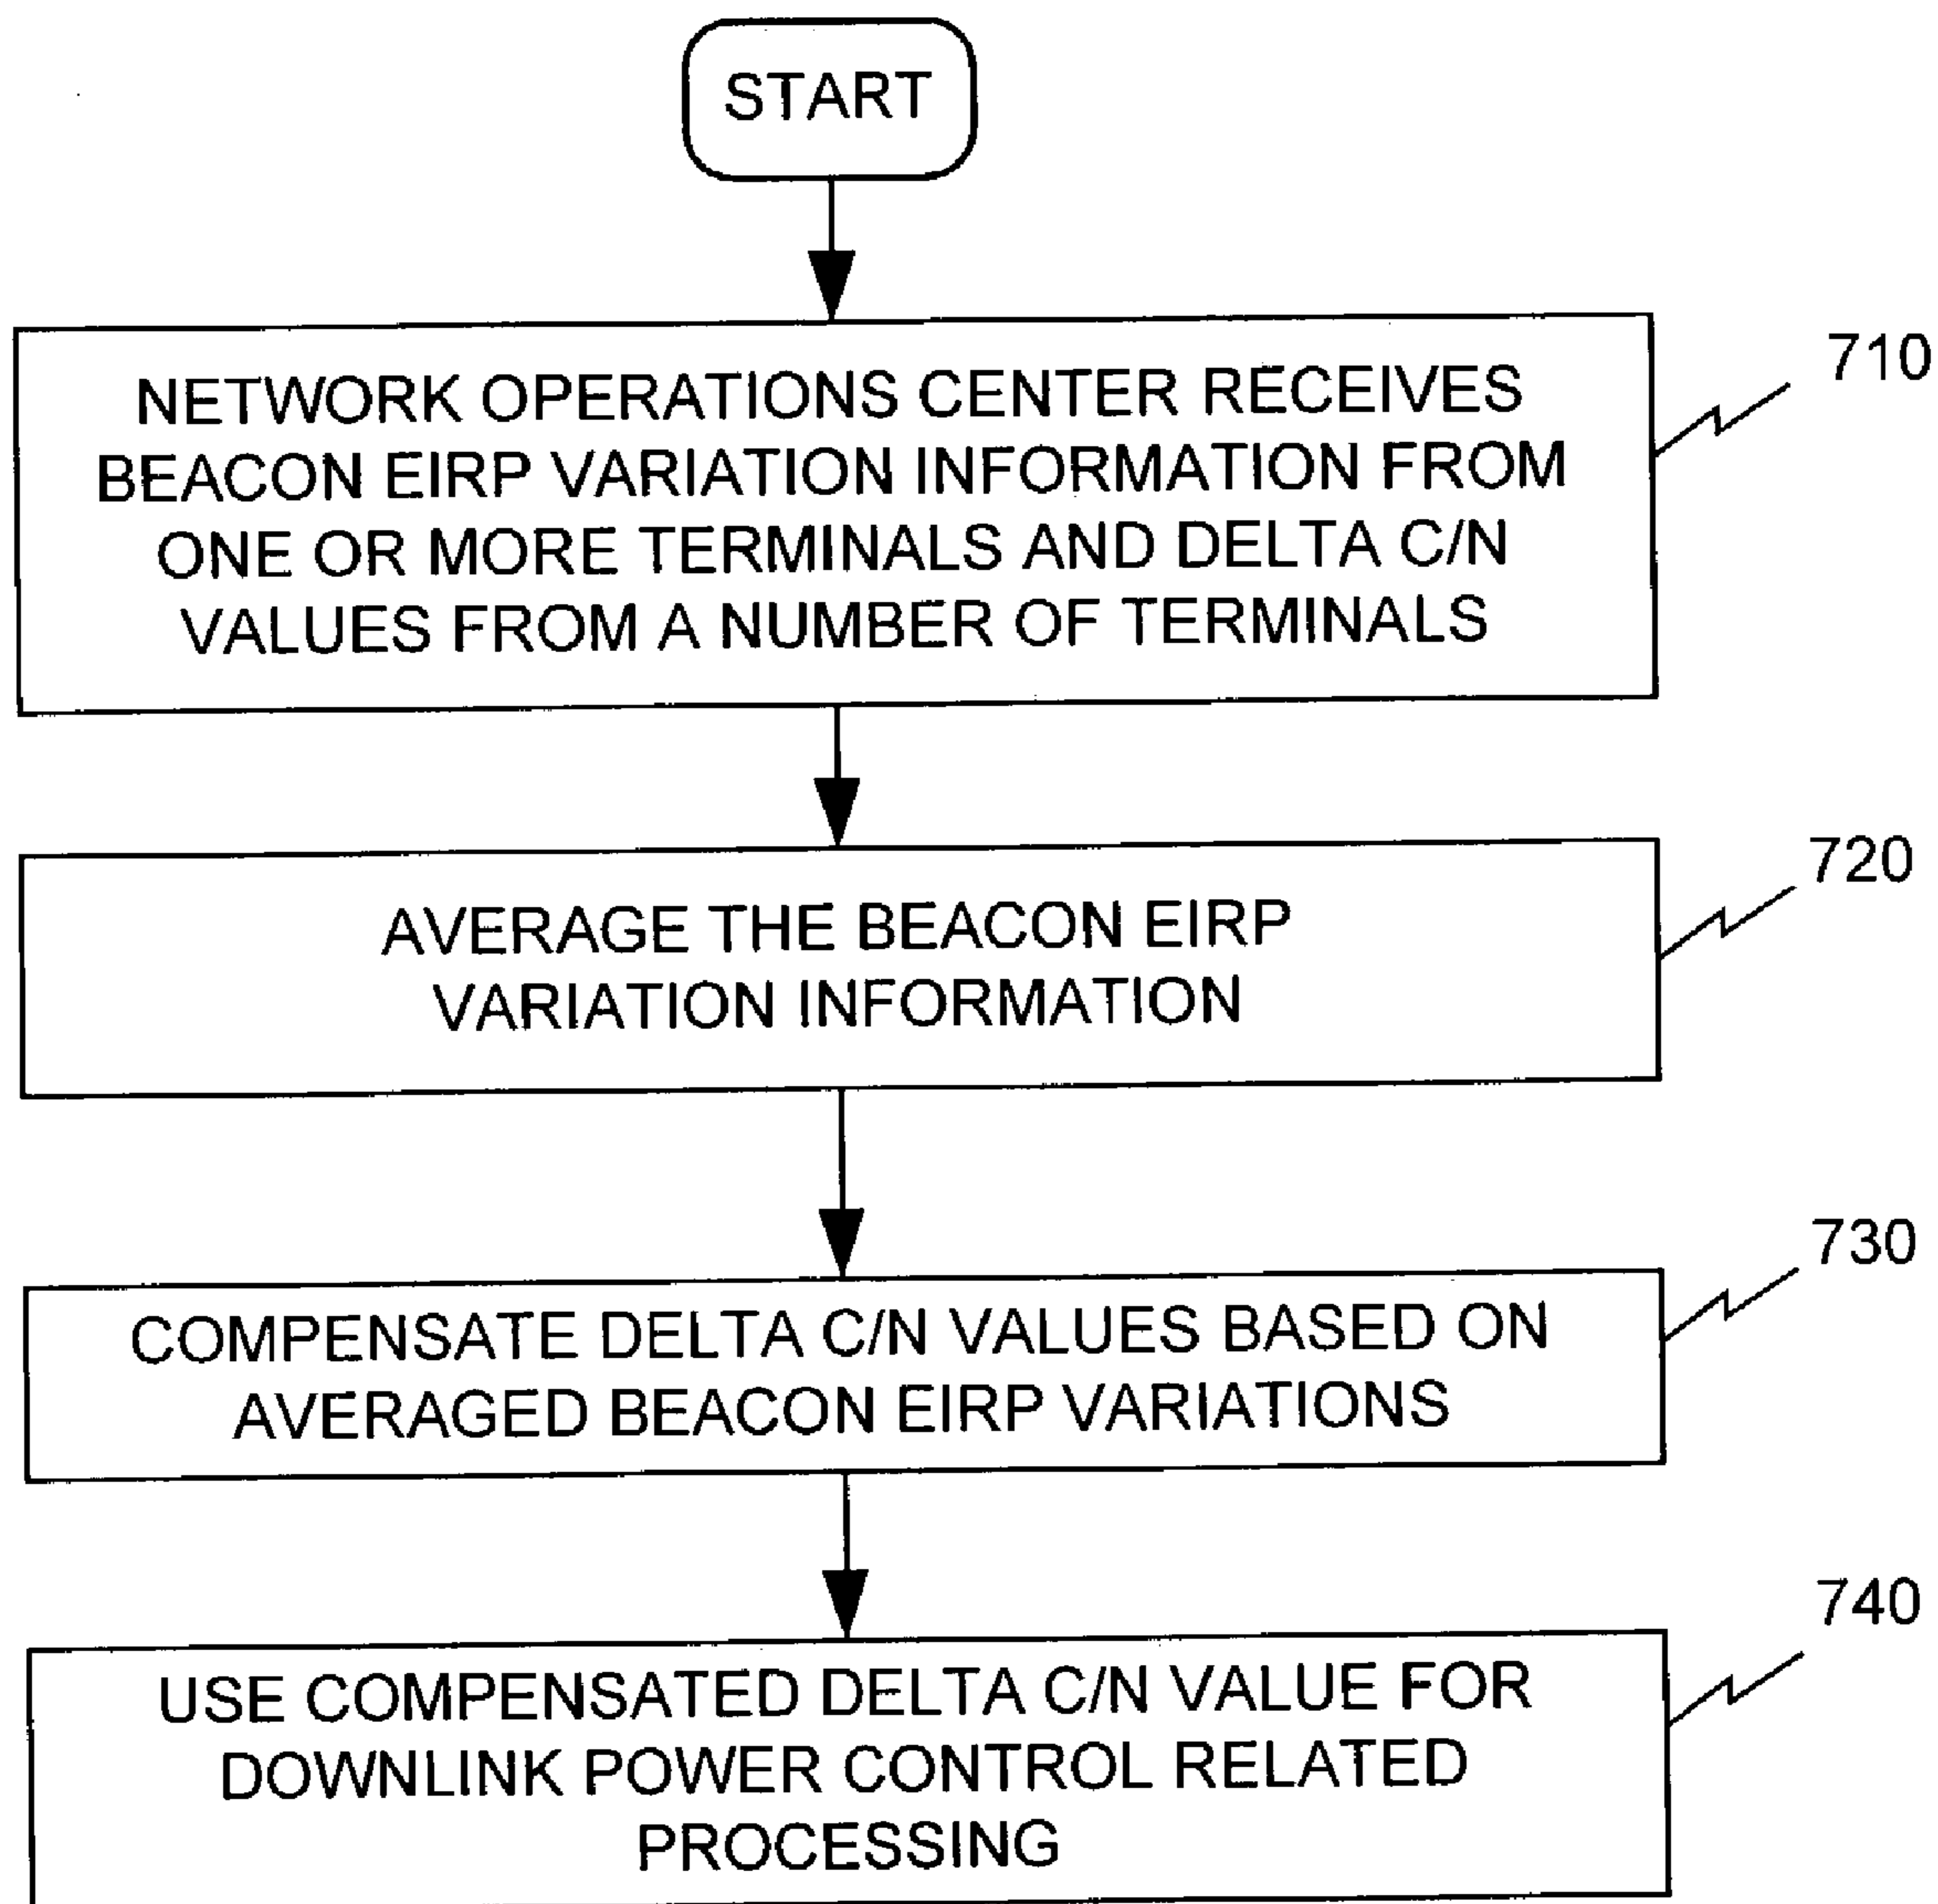 START
710
NETWORK OPERATIONS CENTER RECEIVES
BEACON EIRP VARIATION INFORMATION FROM
ONE OR MORE TERMINALS AND DELTA C/N
VALUES FROM A NUMBER OF TERMINALS
720
AVERAGE THE BEACON EIRP
VARIATION INFORMATION
730
COMPENSATE DELTA C/N VALUES BASED ON
AVERAGED BEACON EIRP VARIATIONS
740
USE COMPENSATED DELTA C/N VALUE FOR
DOWNLINK POWER CONTROL RELATED
PROCESSING